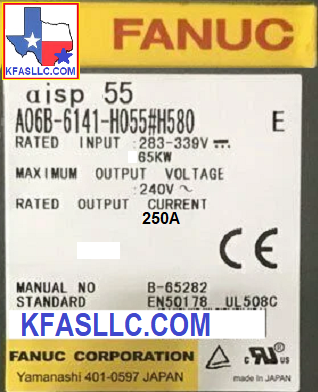 KFASLLC.COM
FANUC
αisp 55
A06B-6141-H055#H580 E
RATED INPUT :283-339V⎓
65KW
MAXIMUM OUTPUT VOLTAGE
:240V~
RATED OUTPUT CURRENT
250A
CE
MANUAL NO B-65282
STANDARD EN50178 UL508C
KFASLLC.COM
FANUC CORPORATION
Yamanashi 401-0597 JAPAN
C US
MADE IN JAPAN